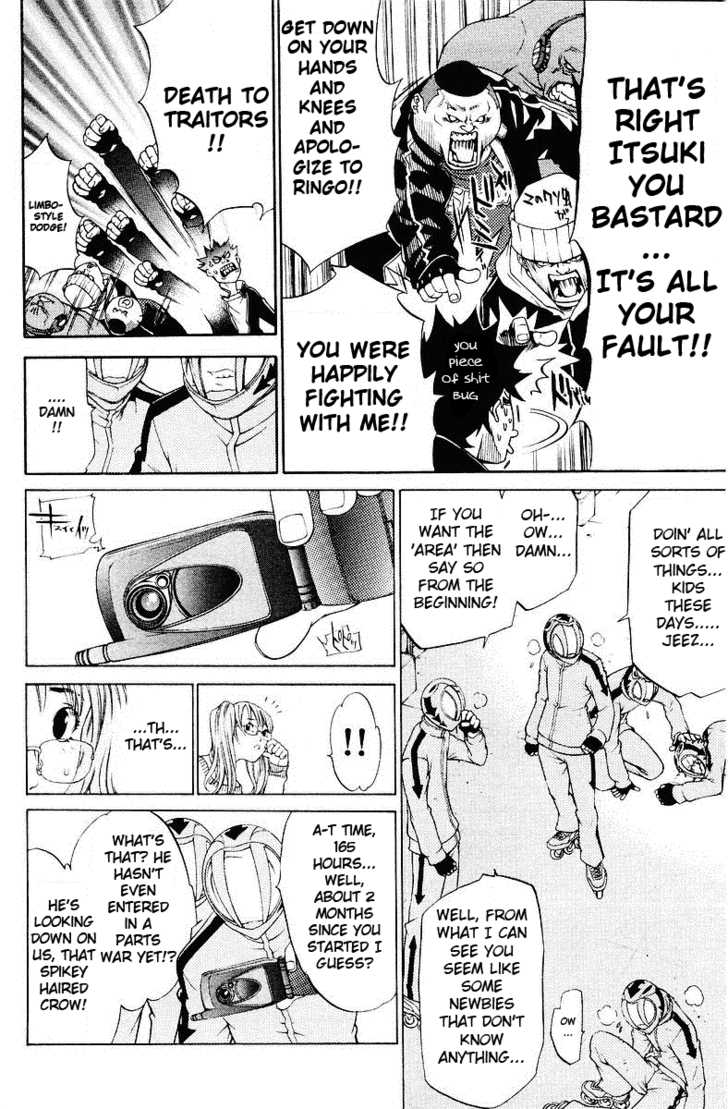 THAT'S
RIGHT
ITSUKI
YOU
BASTARD
...
IT'S ALL
YOUR
FAULT!!
GET DOWN
ON YOUR
HANDS
AND
KNEES
AND
APOLO-
GIZE TO
RINGO!!
YOU WERE
HAPPILY
FIGHTING
WITH ME!!
you
piece
of shit
BUG
DEATH TO
TRAITORS
!!
LIMBO-
STYLE
DODGE!
....
DAMN
!!
DOIN' ALL
SORTS OF
THINGS...
KIDS
THESE
DAYS.....
JEEZ...
OH-...
OW...
DAMN...
IF YOU
WANT THE
'AREA' THEN
SAY SO
FROM THE
BEGINNING!
WELL, FROM
WHAT I CAN
SEE YOU
SEEM LIKE
SOME
NEWBIES
THAT DON'T
KNOW
ANYTHING...
OW
...
!!
...TH...
THAT'S...
A-T TIME,
165
HOURS...
WELL,
ABOUT 2
MONTHS
SINCE YOU
STARTED I
GUESS?
WHAT'S
THAT? HE
HASN'T
EVEN
ENTERED
IN A
PARTS
WAR YET!?
HE'S
LOOKING
DOWN ON
US, THAT
SPIKEY
HAIRED
CROW!